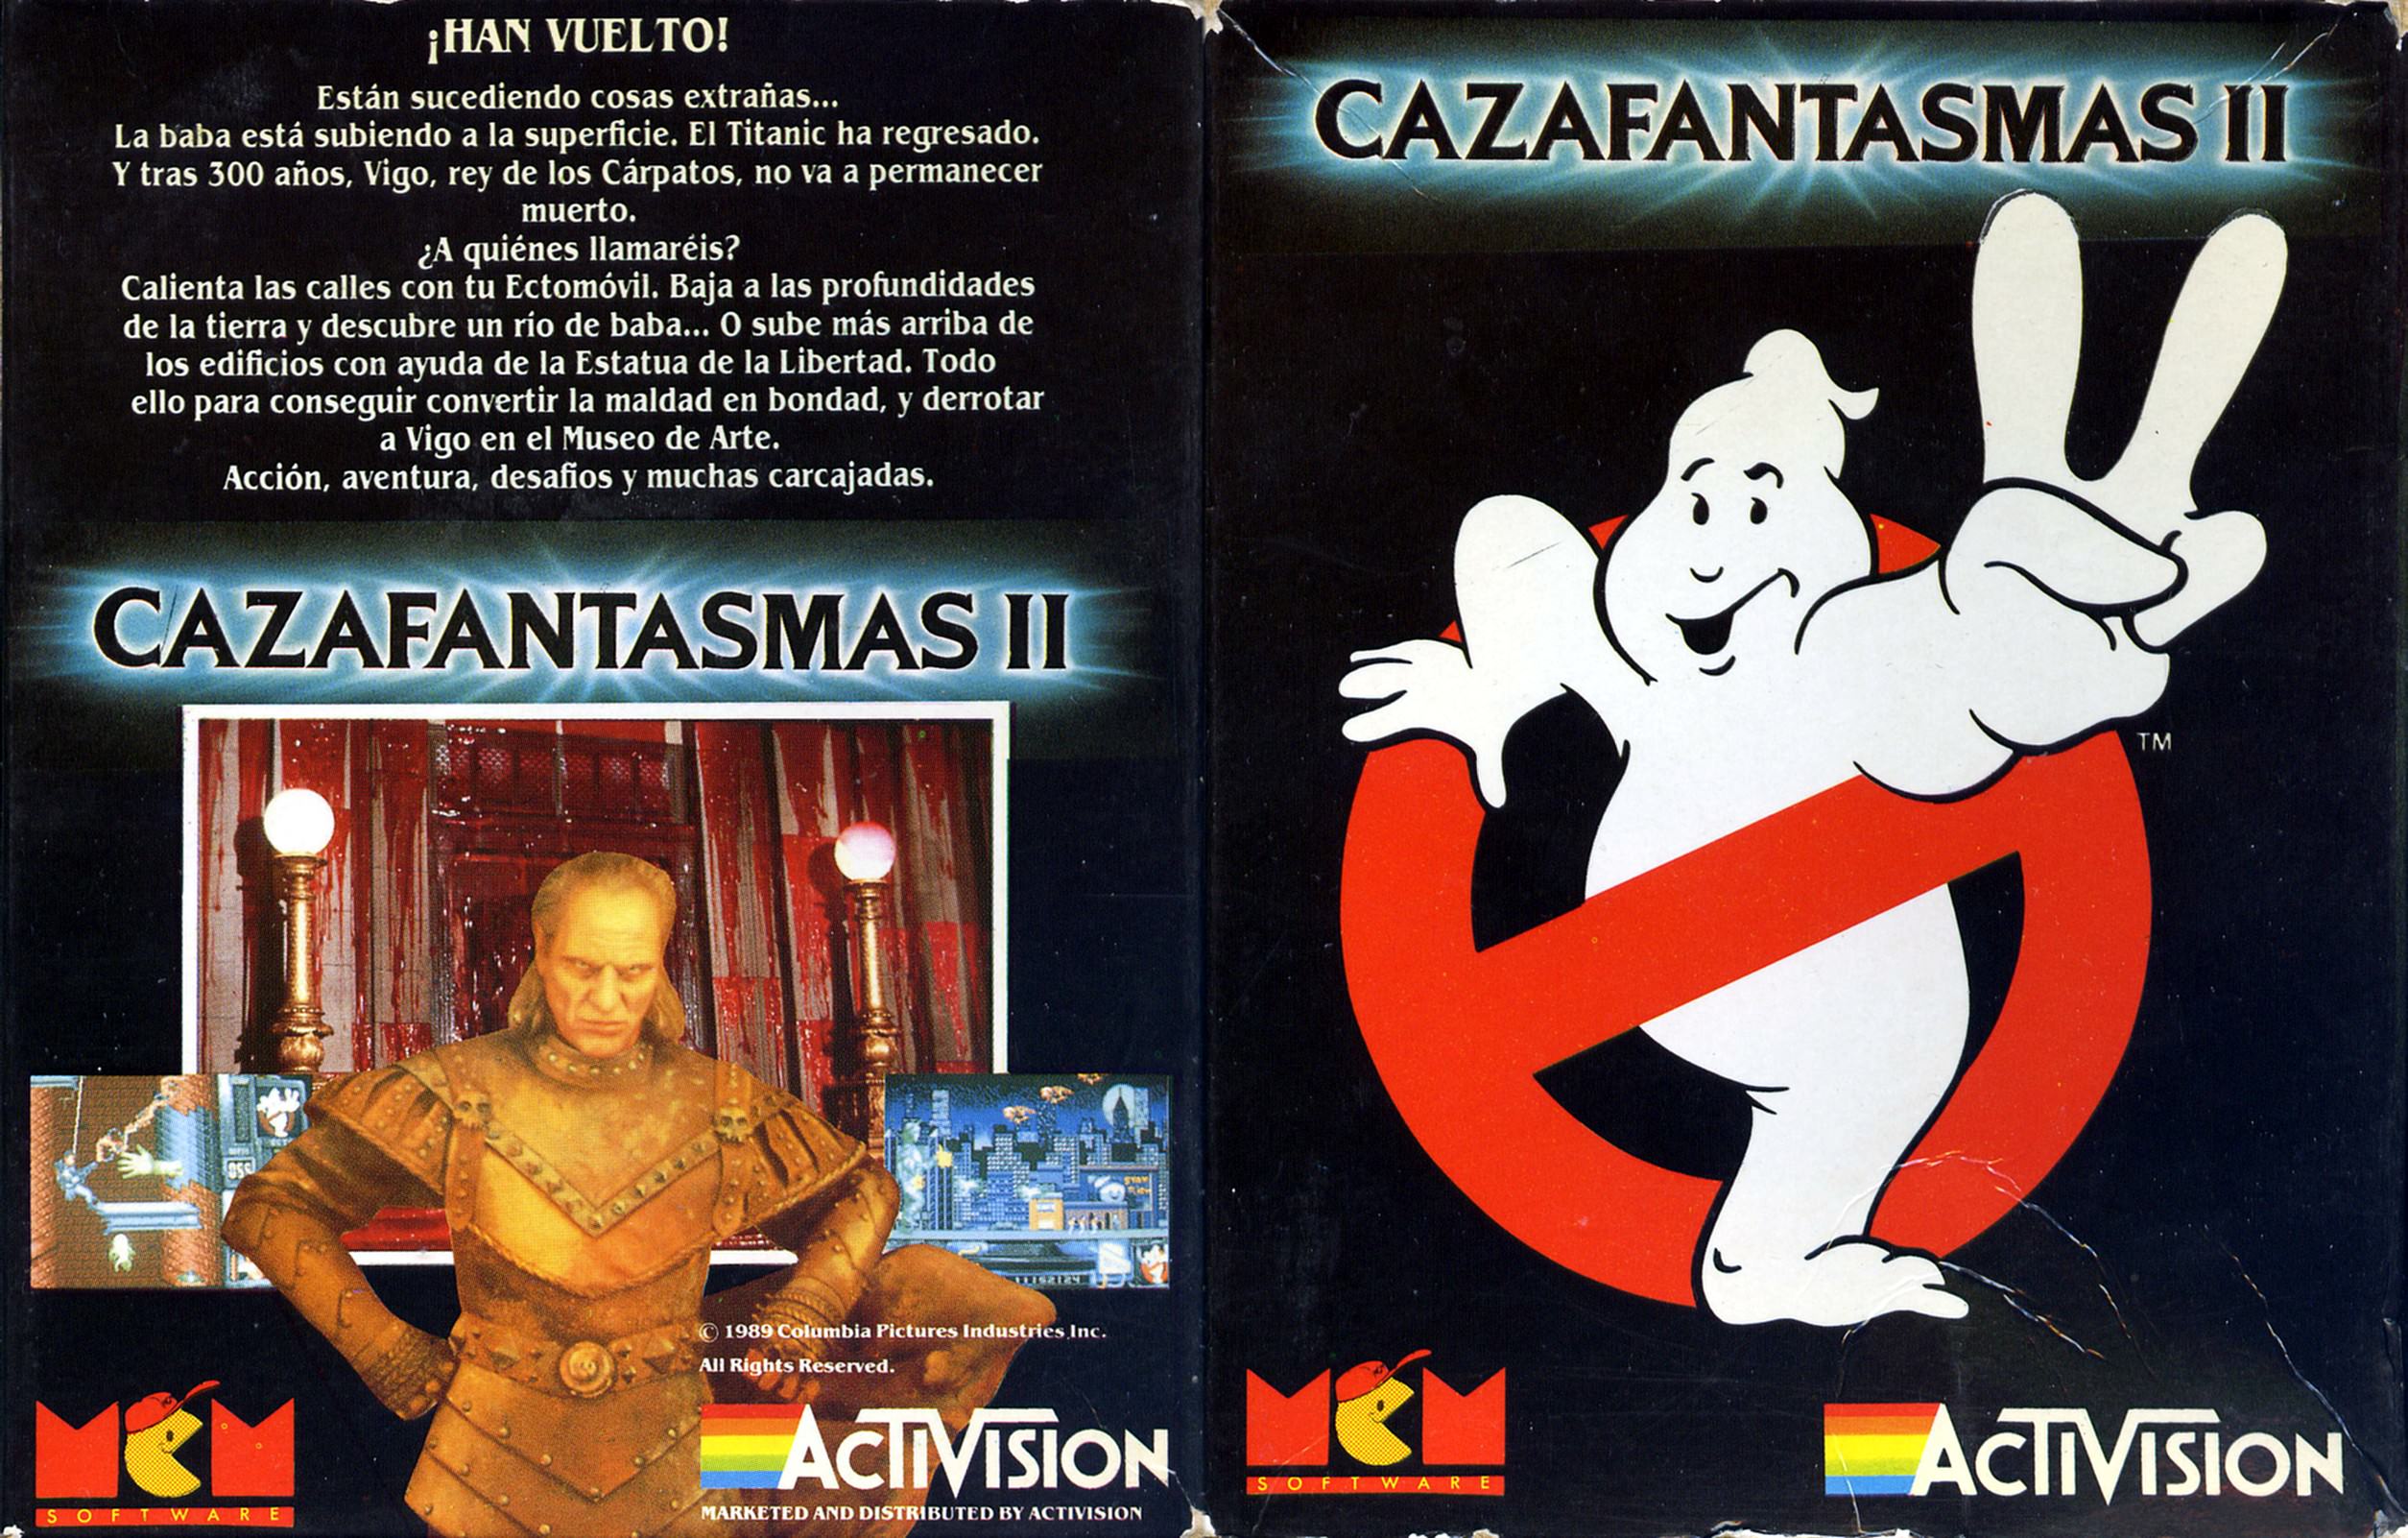 ¡HAN VUELTO!
Están sucediendo cosas extrañas...
La baba está subiendo a la superficie. El Titanic ha regresado.
Y tras 300 años, Vigo, rey de los Cárpatos, no va a permanecer
muerto.
¿A quiénes llamaréis?
Calienta las calles con tu Ectomóvil. Baja a las profundidades
de la tierra y descubre un río de baba... O sube más arriba de
los edificios con ayuda de la Estatua de la Libertad. Todo
ello para conseguir convertir la maldad en bondad, y derrotar
a Vigo en el Museo de Arte.
Acción, aventura, desafíos y muchas carcajadas.
CAZAFANTASMAS II
© 1989 Columbia Pictures Industries, Inc.
All Rights Reserved.
MCM
SOFTWARE
ACTIVISION
MARKETED AND DISTRIBUTED BY ACTIVISION
CAZAFANTASMAS II
TM
MCM
SOFTWARE
ACTIVISION